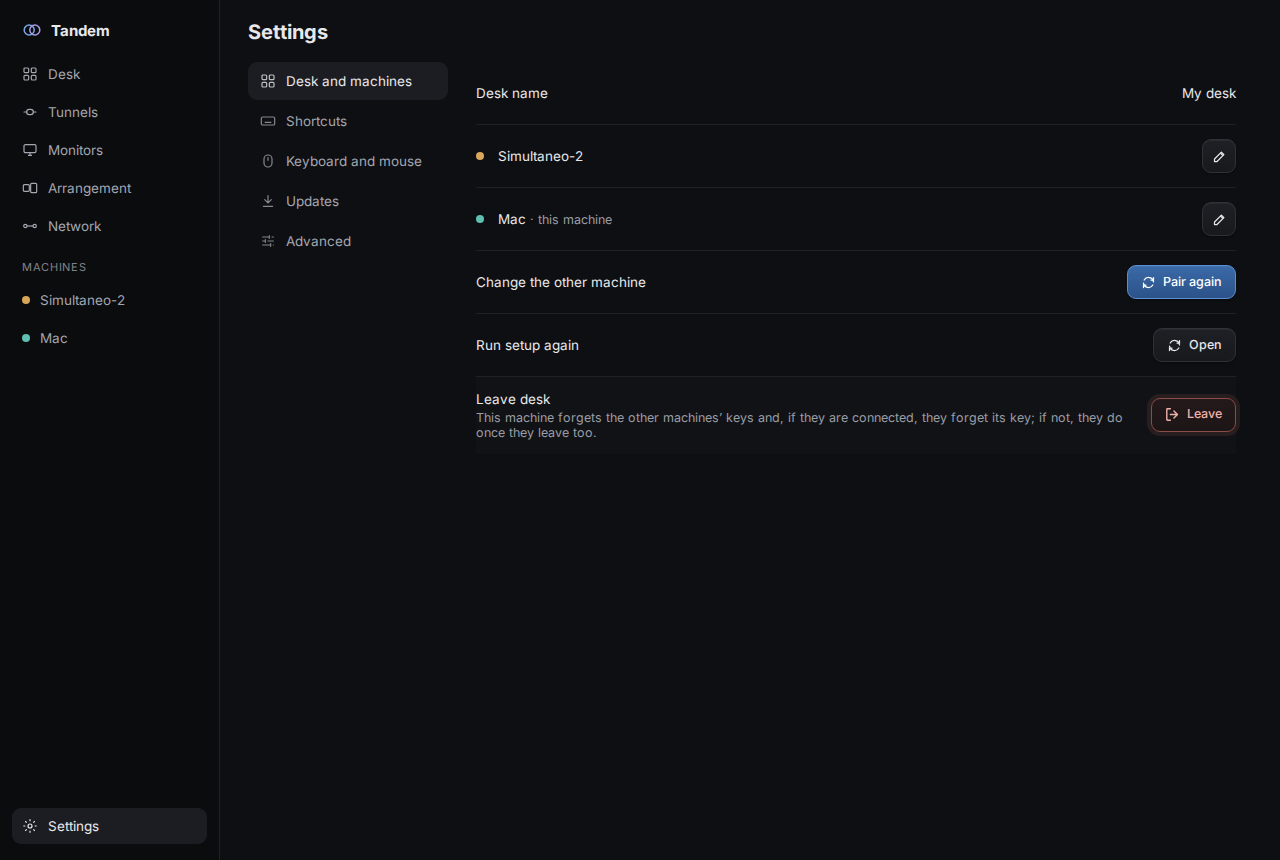 Tandem
Desk
Tunnels
Monitors
Arrangement
Network
MACHINES
Simultaneo-2
Mac
Settings
Settings
Desk and machines
Shortcuts
Keyboard and mouse
Updates
Advanced
Desk name
My desk
Simultaneo-2
Mac · this machine
Change the other machine
Pair again
Run setup again
Open
Leave desk
This machine forgets the other machines’ keys and, if they are connected, they forget its key; if not, they do
once they leave too.
Leave